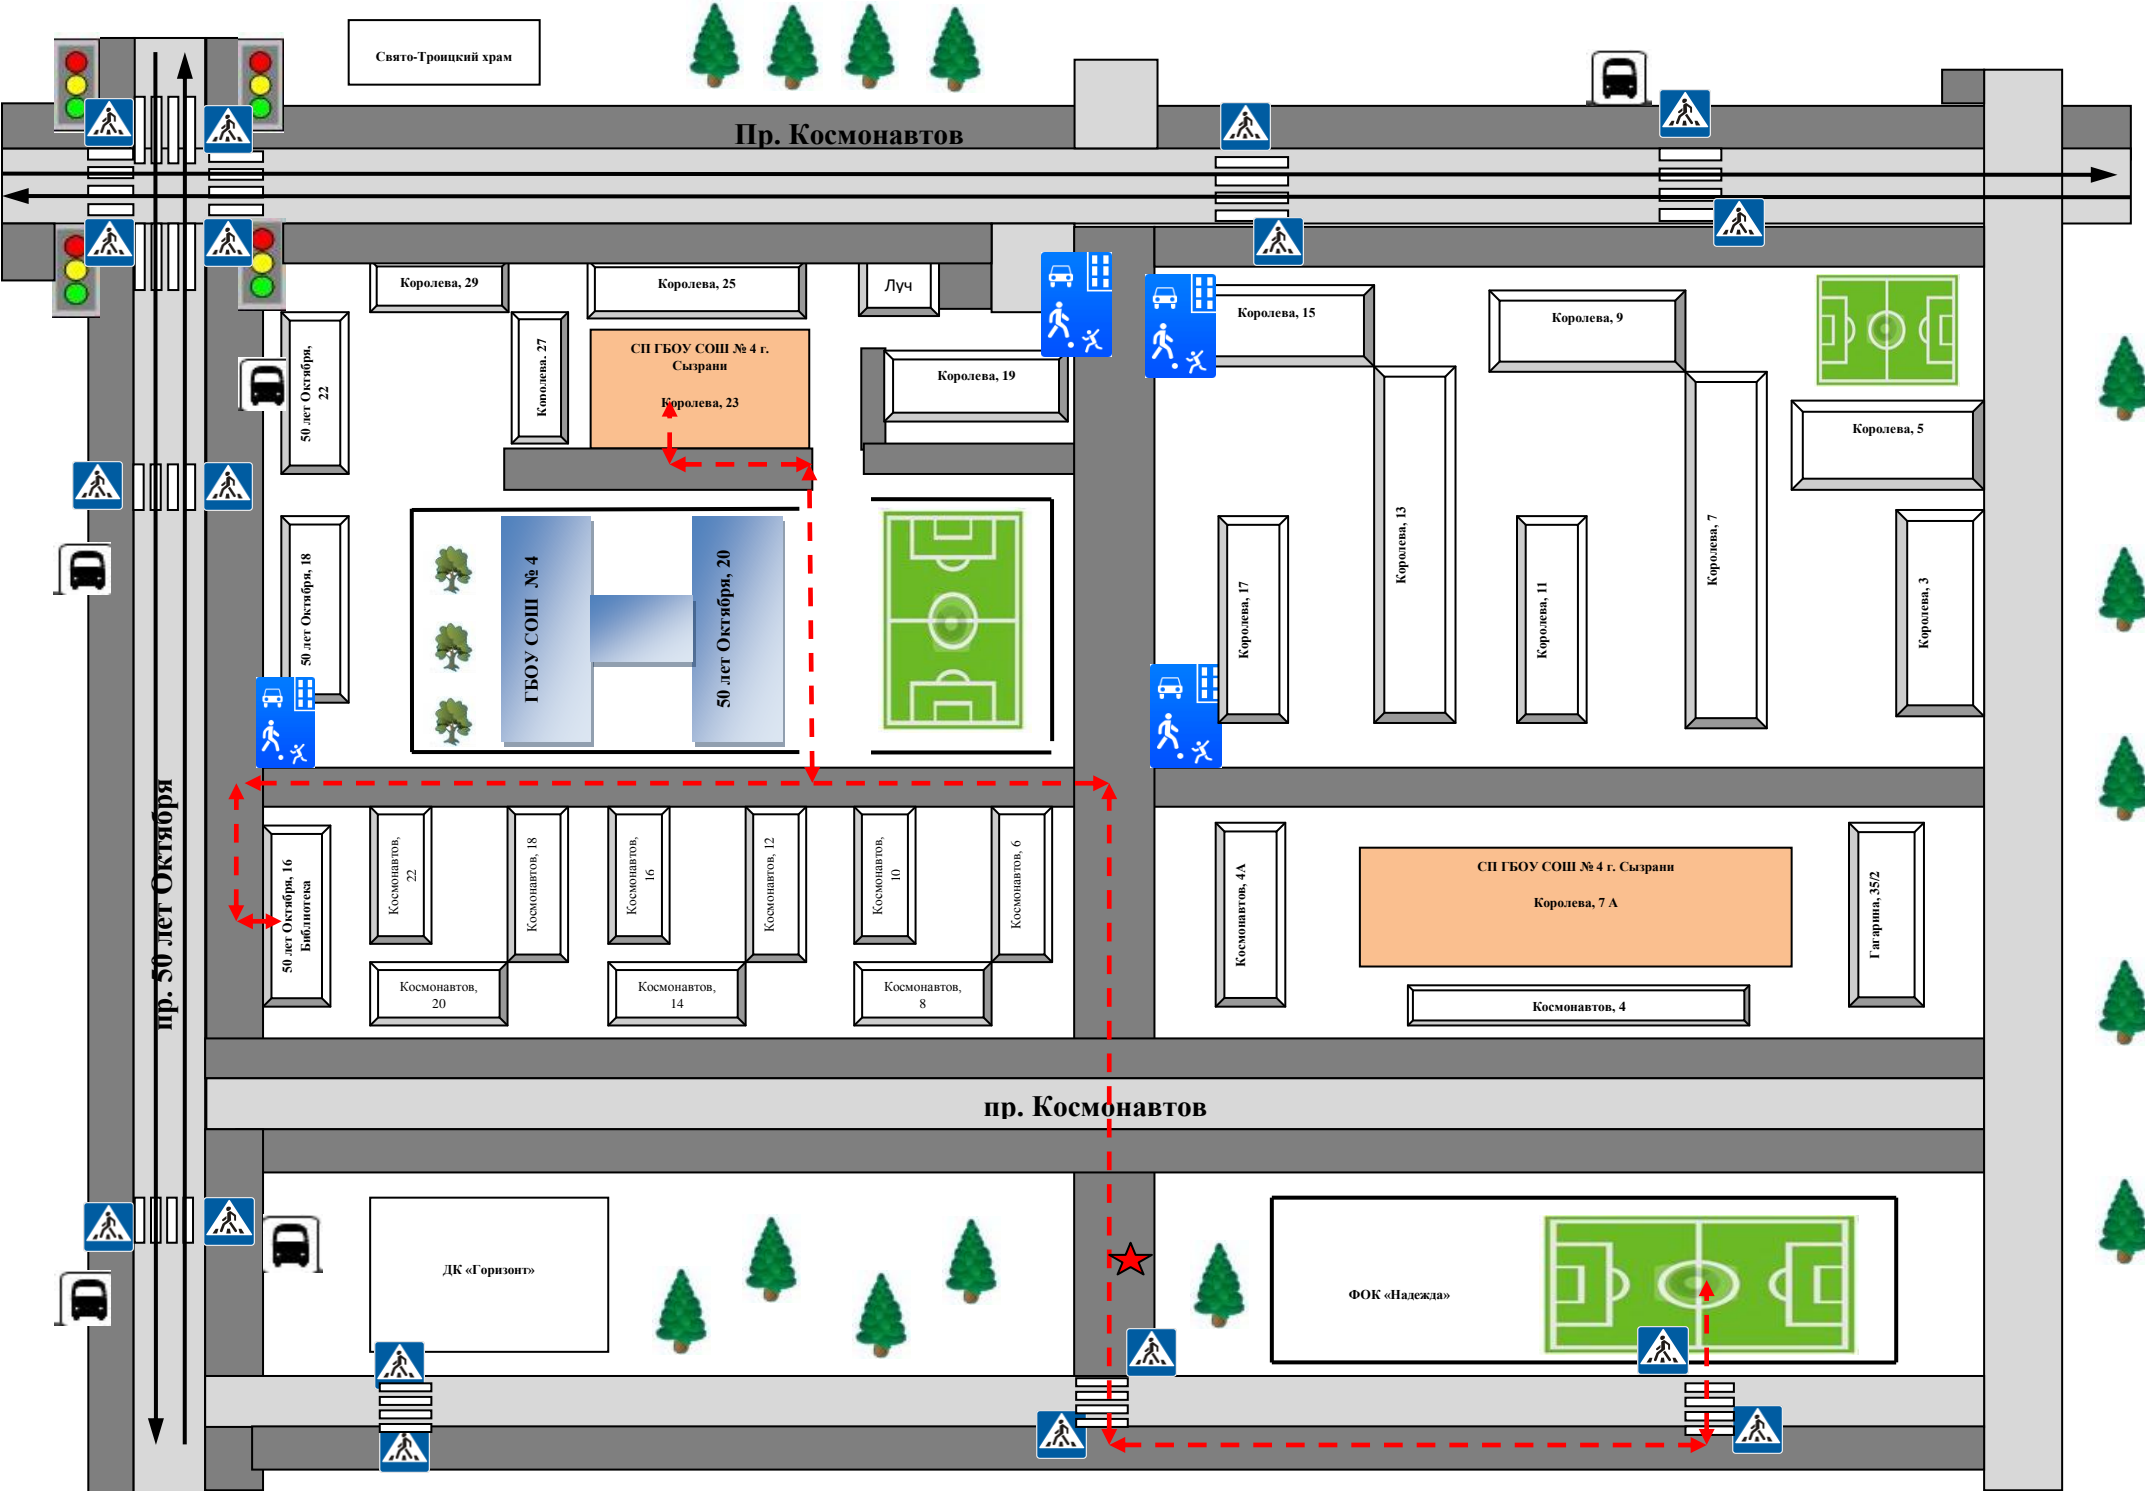 Свято-Троицкий храм
Пр. Космонавтов
Королева, 29
Королева, 25
Луч
Королева, 15
Королева, 9
50 лет Октября,
22
Королева. 27
СП ГБОУ СОШ № 4 г.
Сызрани
Королева, 23
Королева, 19
Королева, 5
50 лет Октября, 18
ГБОУ СОШ № 4
50 лет Октября, 20
Королева, 17
Королева, 13
Королева, 11
Королева, 7
Королева, 3
пр. 50 лет Октября
50 лет Октября, 16
Библиотека
Космонавтов,
22
Космонавтов, 18
Космонавтов,
16
Космонавтов, 12
Космонавтов,
10
Космонавтов, 6
Космонавтов, 4А
СП ГБОУ СОШ № 4 г. Сызрани
Королева, 7 А
Гагарина, 35/2
Космонавтов,
20
Космонавтов,
14
Космонавтов,
8
Космонавтов, 4
пр. Космонавтов
ДК «Горизонт»
ФОК «Надежда»